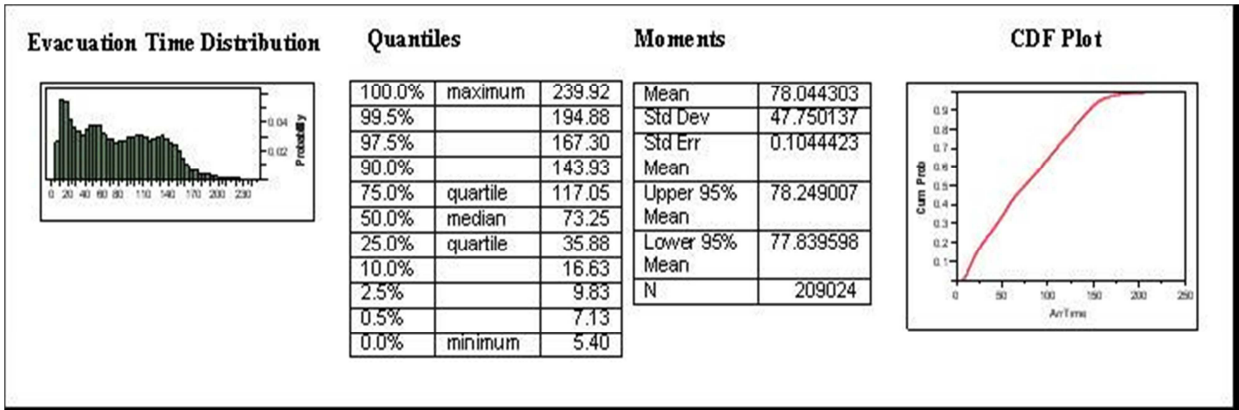 Evacuation Time Distribution
0.04
0.02
Probability
0 20 40 60 80 110 140 170 200 230
Quantiles
100.0% maximum 239.92
99.5% 194.88
97.5% 167.30
90.0% 143.93
75.0% quartile 117.05
50.0% median 73.25
25.0% quartile 35.88
10.0% 16.63
2.5% 9.83
0.5% 7.13
0.0% minimum 5.40
Moments
Mean 78.044303
Std Dev 47.750137
Std Err 0.1044423
Mean
Upper 95% 78.249007
Mean
Lower 95% 77.839598
Mean
N 209024
CDF Plot
Cum Prob
0.9
0.8
0.7
0.6
0.5
0.4
0.3
0.2
0.1
0 50 100 150 200 250
ArrTime